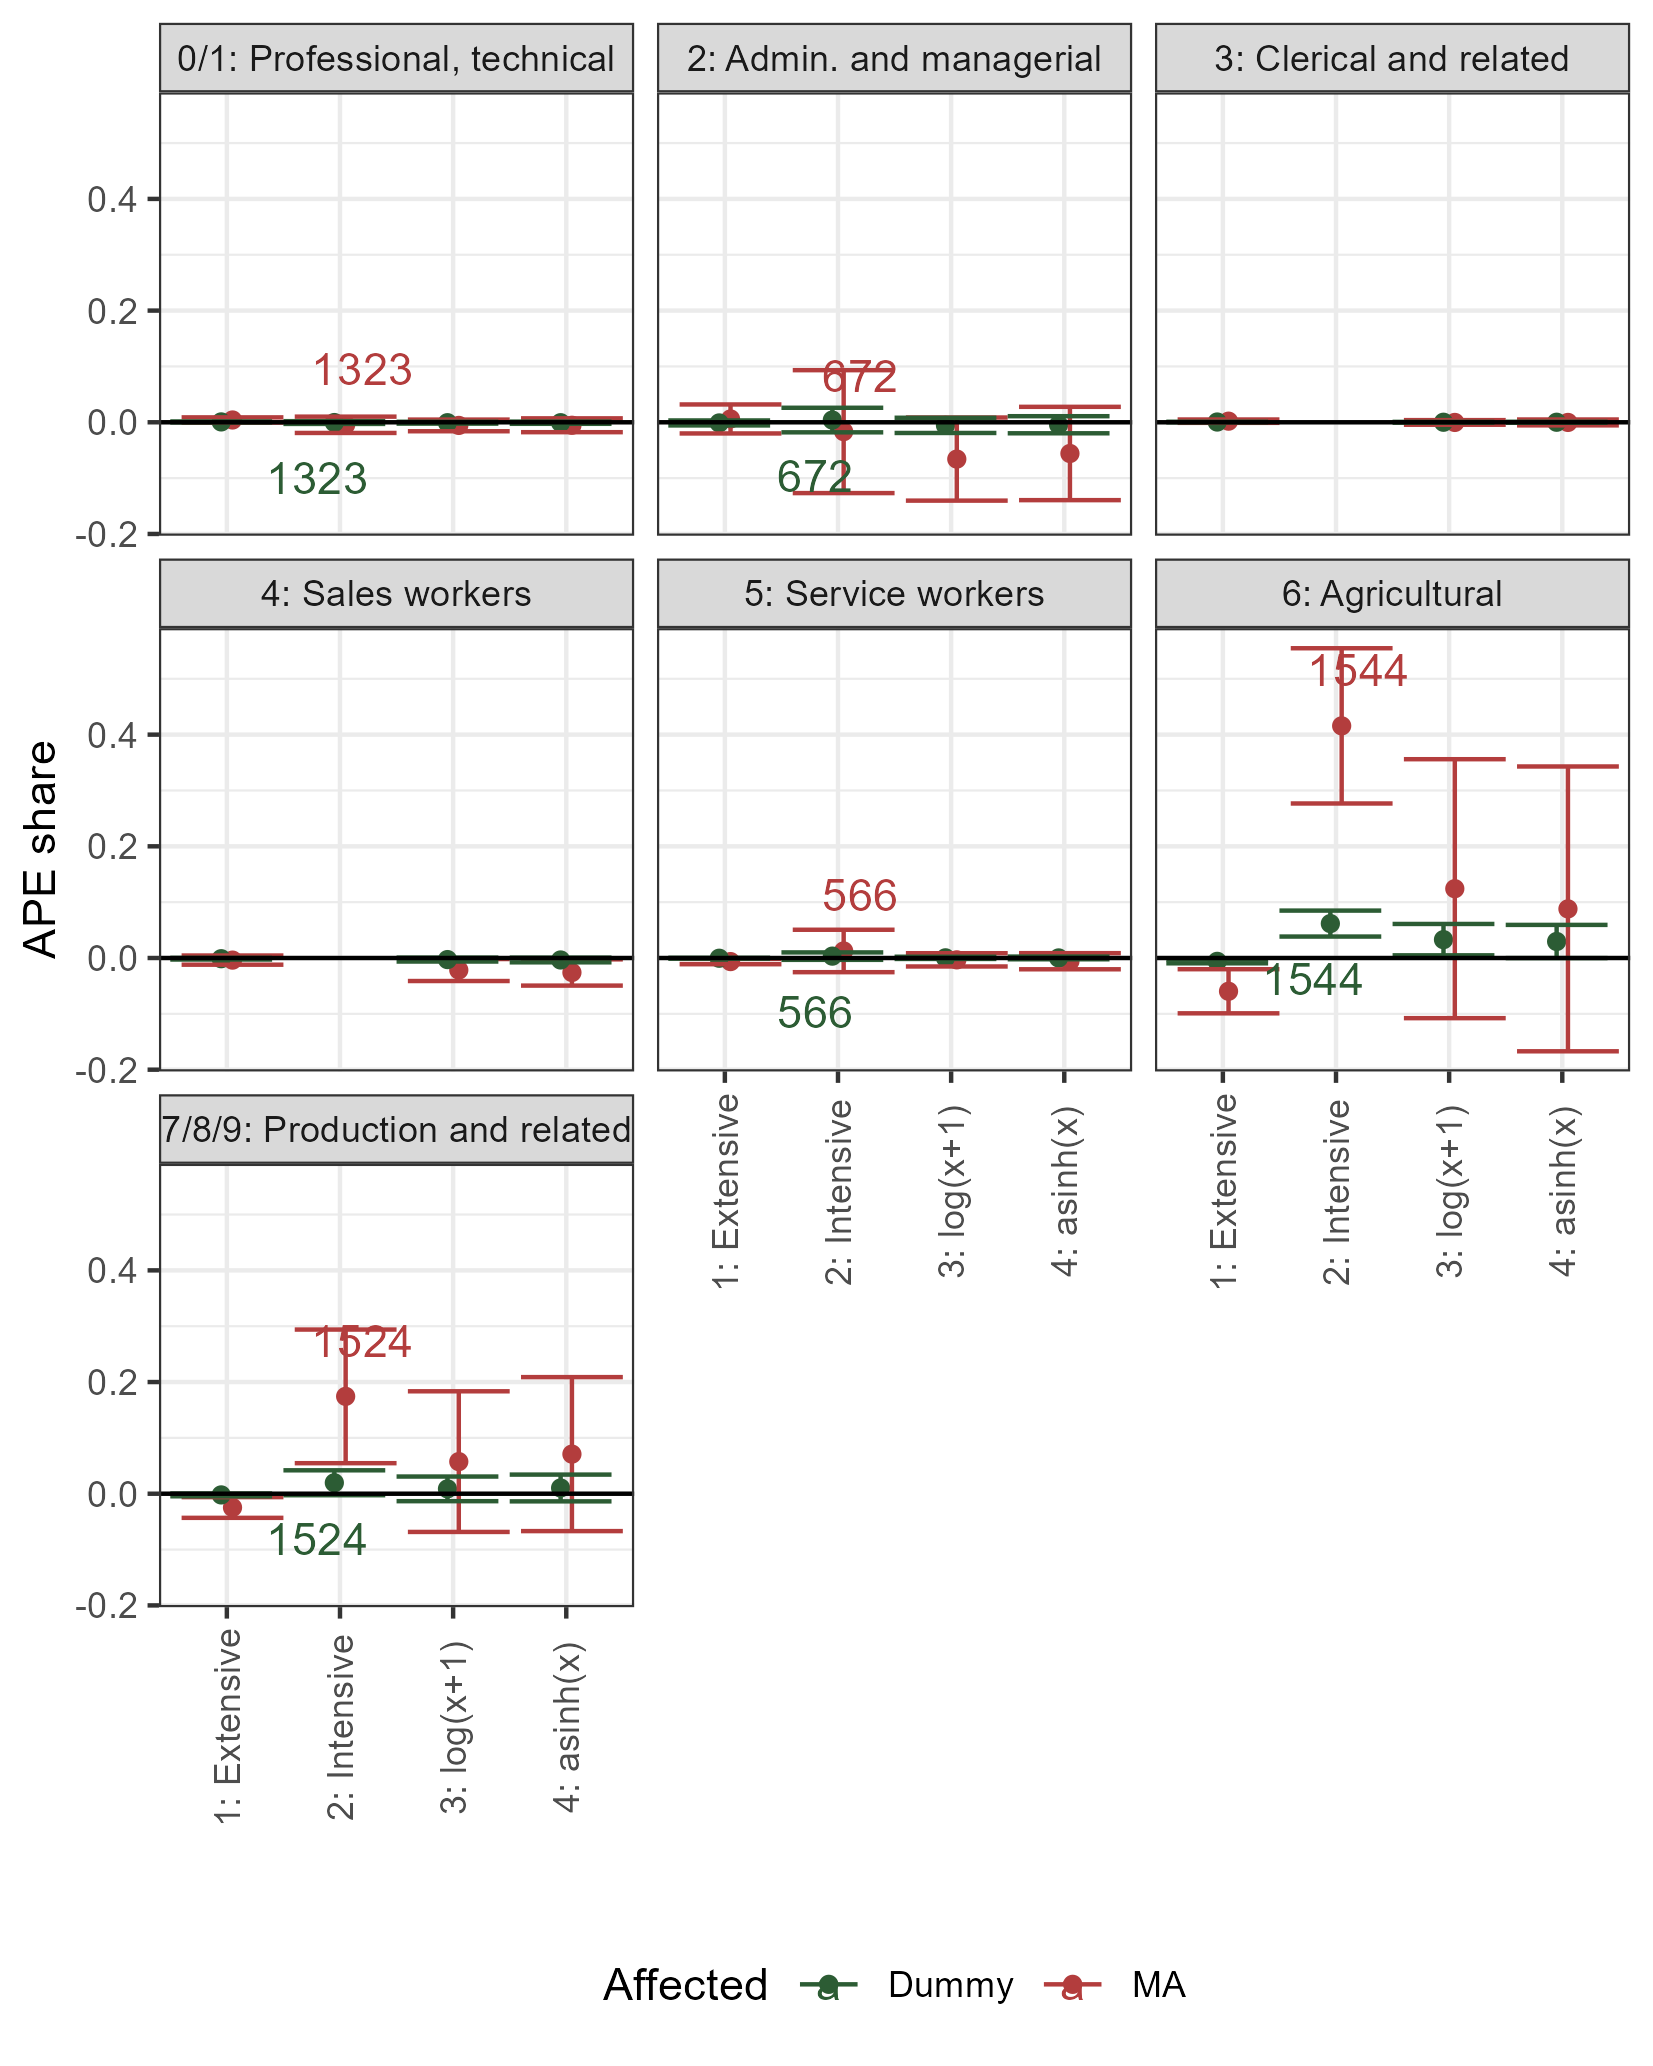 0/1: Professional, technical
2: Admin. and managerial
3: Clerical and related
0.4
0.2
0.0
-0.2
1323
1323
672
672
4: Sales workers
5: Service workers
6: Agricultural
APE share
0.4
0.2
0.0
-0.2
566
566
1544
1544
1: Extensive
2: Intensive
3: log(x+1)
4: asinh(x)
1: Extensive
2: Intensive
3: log(x+1)
4: asinh(x)
7/8/9: Production and related
0.4
0.2
0.0
-0.2
1524
1524
1: Extensive
2: Intensive
3: log(x+1)
4: asinh(x)
Affected a Dummy a MA